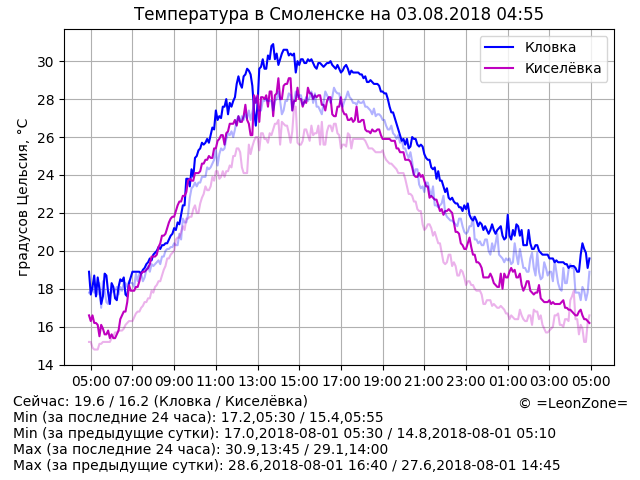 Температура в Смоленске на 03.08.2018 04:55
Кловка
Киселёвка
градусов Цельсия, °C
30
28
26
24
22
20
18
16
14
05:00 07:00 09:00 11:00 13:00 15:00 17:00 19:00 21:00 23:00 01:00 03:00 05:00
Сейчас: 19.6 / 16.2 (Кловка / Киселёвка)
© =LeonZone=
Min (за последние 24 часа): 17.2,05:30 / 15.4,05:55
Min (за предыдущие сутки): 17.0,2018-08-01 05:30 / 14.8,2018-08-01 05:10
Max (за последние 24 часа): 30.9,13:45 / 29.1,14:00
Max (за предыдущие сутки): 28.6,2018-08-01 16:40 / 27.6,2018-08-01 14:45